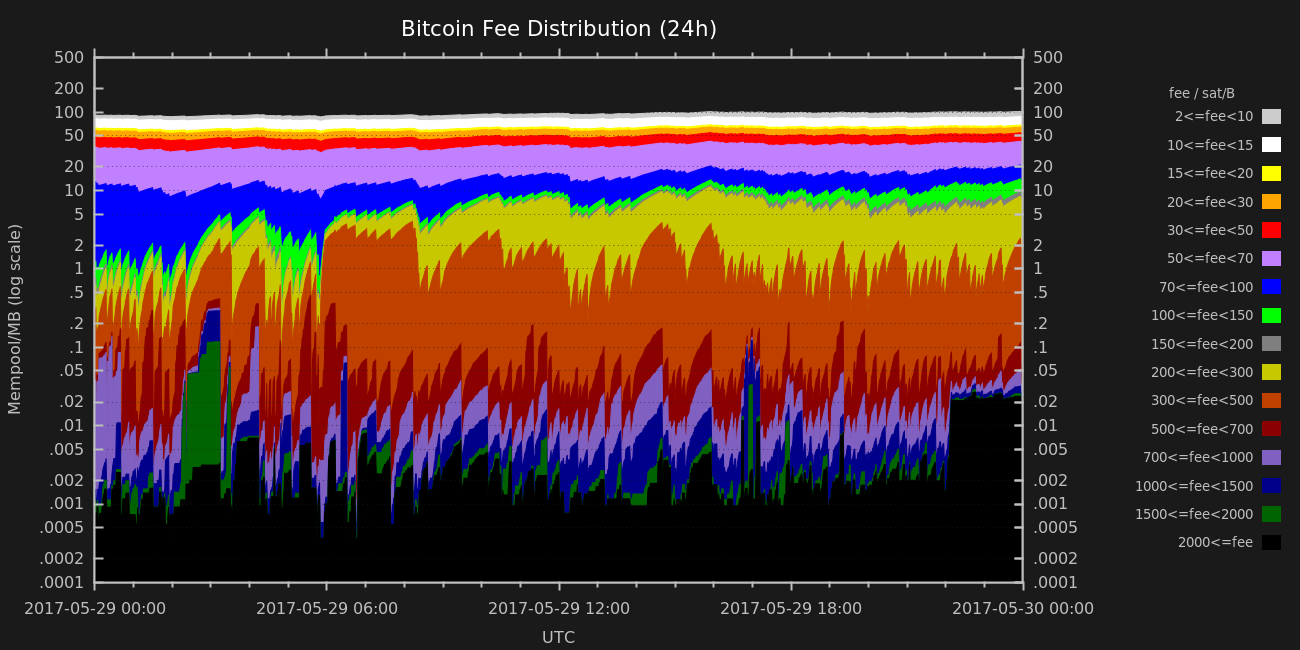 Bitcoin Fee Distribution (24h)
Mempool/MB (log scale)
500
200
100
50
20
10
5
2
1
.5
.2
.1
.05
.02
.01
.005
.002
.001
.0005
.0002
.0001
500
200
100
50
20
10
5
2
1
.5
.2
.1
.05
.02
.01
.005
.002
.001
.0005
.0002
.0001
2017-05-29 00:00
2017-05-29 06:00
2017-05-29 12:00
2017-05-29 18:00
2017-05-30 00:00
UTC
fee / sat/B
2<=fee<10
10<=fee<15
15<=fee<20
20<=fee<30
30<=fee<50
50<=fee<70
70<=fee<100
100<=fee<150
150<=fee<200
200<=fee<300
300<=fee<500
500<=fee<700
700<=fee<1000
1000<=fee<1500
1500<=fee<2000
2000<=fee